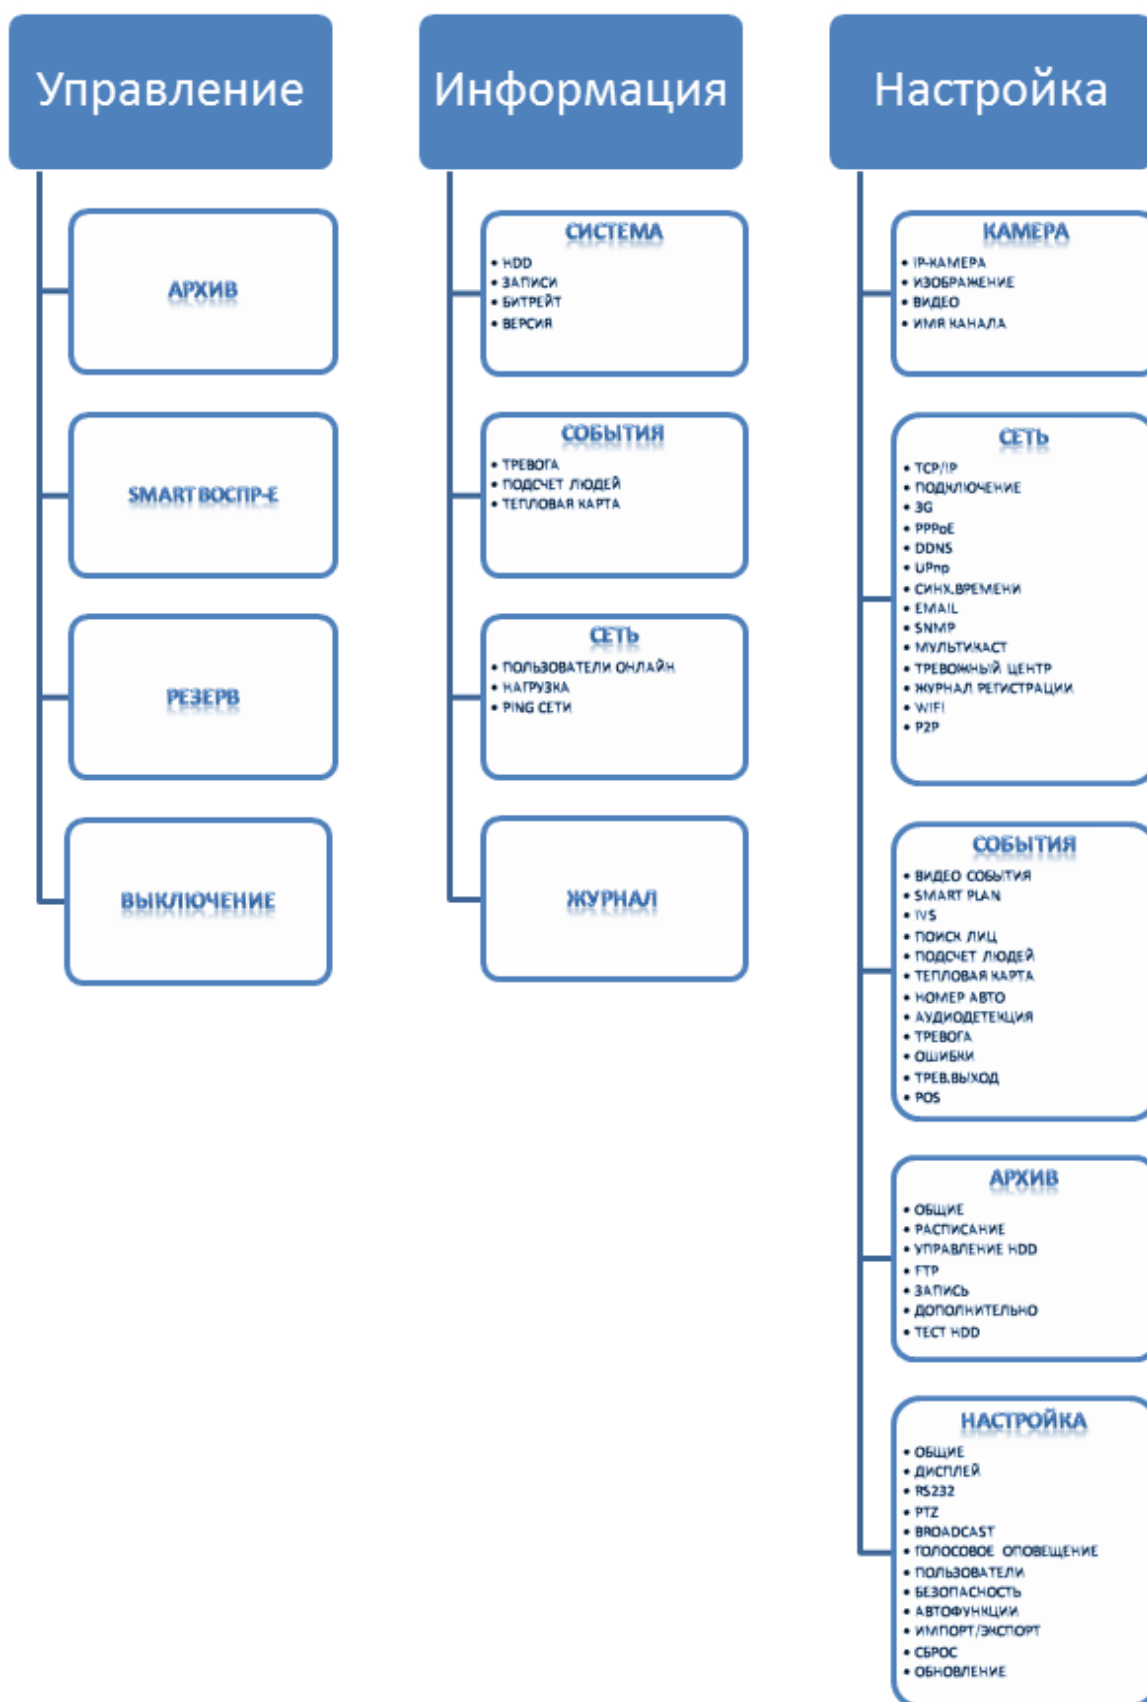 Управление
АРХИВ
SMART ВОСПР-Е
РЕЗЕРВ
ВЫКЛЮЧЕНИЕ
Информация
СИСТЕМА
• HDD
• ЗАПИСИ
• БИТРЕЙТ
• ВЕРСИЯ
СОБЫТИЯ
• ТРЕВОГА
• ПОДСЧЕТ ЛЮДЕЙ
• ТЕПЛОВАЯ КАРТА
СЕТЬ
• ПОЛЬЗОВАТЕЛИ ОНЛАЙН
• НАГРУЗКА
• PING СЕТИ
ЖУРНАЛ
Настройка
КАМЕРА
• IP-КАМЕРА
• ИЗОБРАЖЕНИЕ
• ВИДЕО
• ИМЯ КАНАЛА
СЕТЬ
• TCP/IP
• ПОДКЛЮЧЕНИЕ
• 3G
• PPPoE
• DDNS
• UPnp
• СИНХ.ВРЕМЕНИ
• EMAIL
• SNMP
• МУЛЬТИКАСТ
• ТРЕВОЖНЫЙ ЦЕНТР
• ЖУРНАЛ РЕГИСТРАЦИИ
• WIFI
• P2P
СОБЫТИЯ
• ВИДЕО СОБЫТИЯ
• SMART PLAN
• IVS
• ПОИСК ЛИЦ
• ПОДСЧЕТ ЛЮДЕЙ
• ТЕПЛОВАЯ КАРТА
• НОМЕР АВТО
• АУДИОДЕТЕКЦИЯ
• ТРЕВОГА
• ОШИБКИ
• ТРЕВ.ВЫХОД
• POS
АРХИВ
• ОБЩИЕ
• РАСПИСАНИЕ
• УПРАВЛЕНИЕ HDD
• FTP
• ЗАПИСЬ
• ДОПОЛНИТЕЛЬНО
• ТЕСТ HDD
НАСТРОЙКА
• ОБЩИЕ
• ДИСПЛЕЙ
• RS232
• PTZ
• BROADCAST
• ГОЛОСОВОЕ ОПОВЕЩЕНИЕ
• ПОЛЬЗОВАТЕЛИ
• БЕЗОПАСНОСТЬ
• АВТОФУНКЦИИ
• ИМПОРТ/ЭКСПОРТ
• СБРОС
• ОБНОВЛЕНИЕ